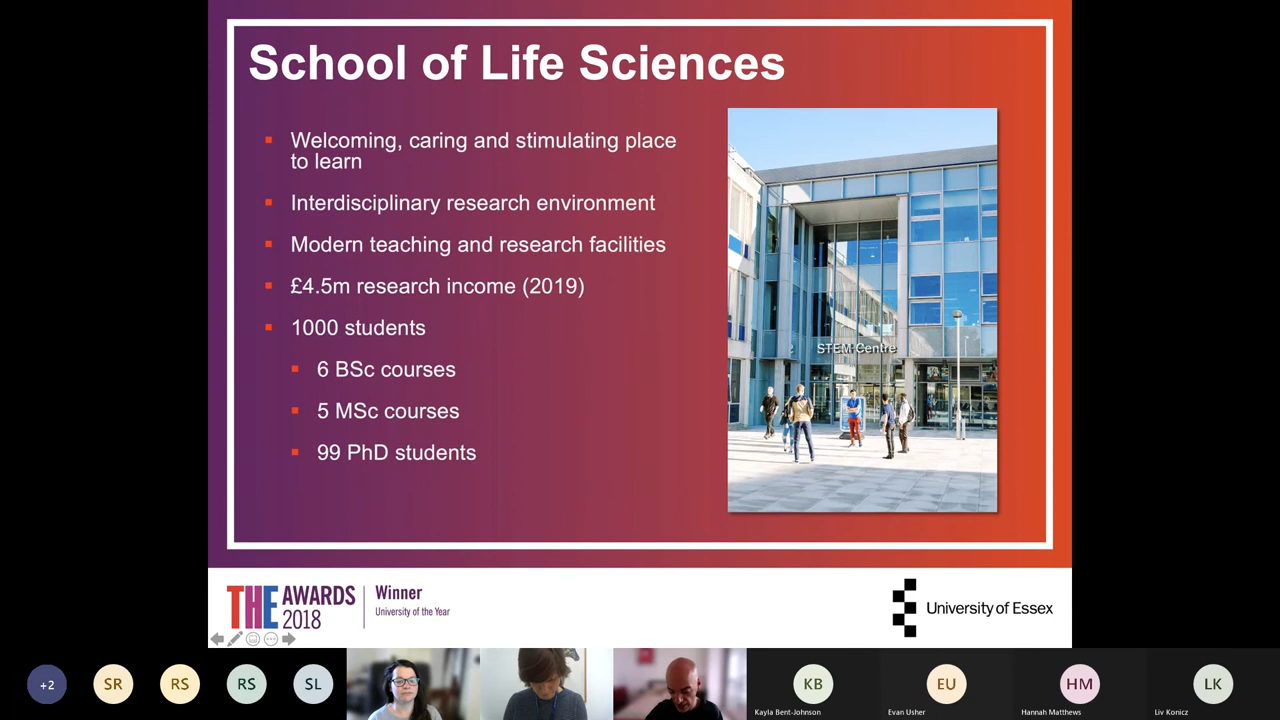 School of Life Sciences
Welcoming, caring and stimulating place
to learn
Interdisciplinary research environment
Modern teaching and research facilities
£4.5m research income (2019)
1000 students
6 BSc courses
5 MSc courses
99 PhD students
STEM Centre
THE AWARDS
2018
Winner
University of the Year
University of Essex
+2
SR
RS
RS
SL
KB
Kayla Bent-Johnson
EU
Evan Usher
HM
Hannah Matthews
LK
Liv Konicz